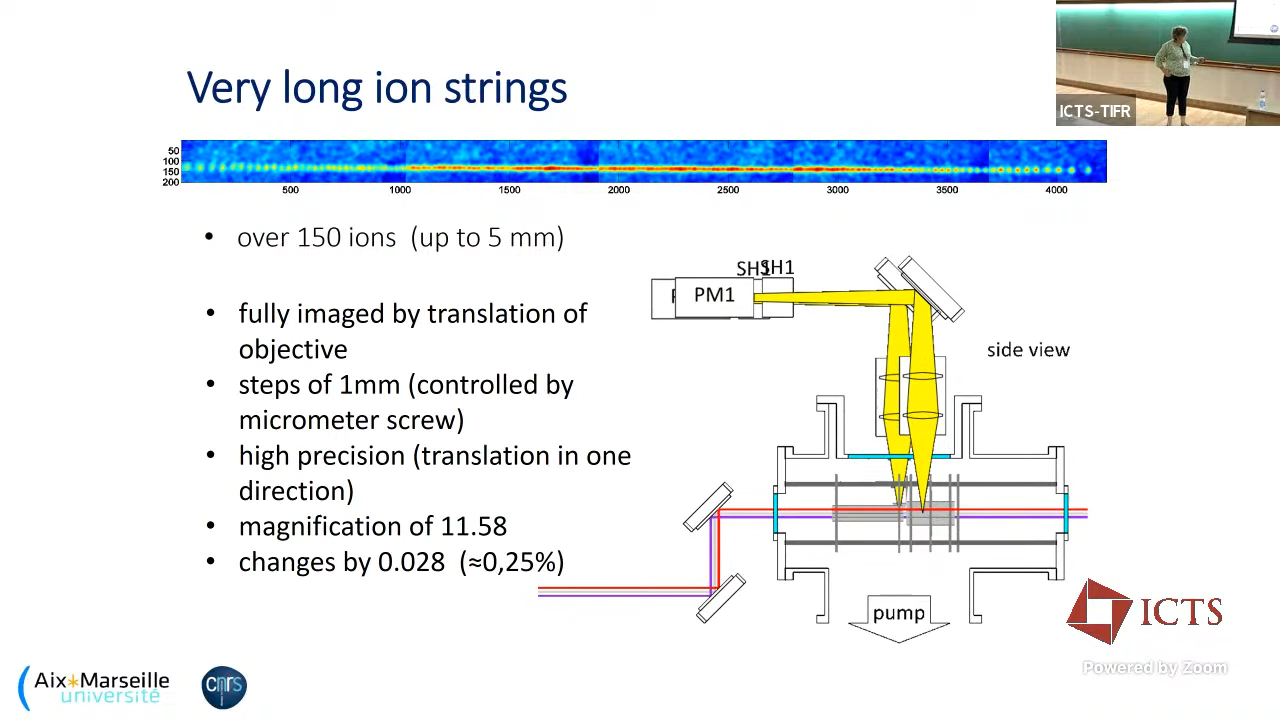 Very long ion strings
ICTS-TIFR
50
100
150
200
500 1000 1500 2000 2500 3000 3500 4000
• over 150 ions (up to 5 mm)
• fully imaged by translation of
objective
• steps of 1mm (controlled by
micrometer screw)
• high precision (translation in one
direction)
• magnification of 11.58
• changes by 0.028 (≈0,25%)
SH1
PM1
side view
pump
ICTS
Powered by Zoom
Aix*Marseille
université
cnrs